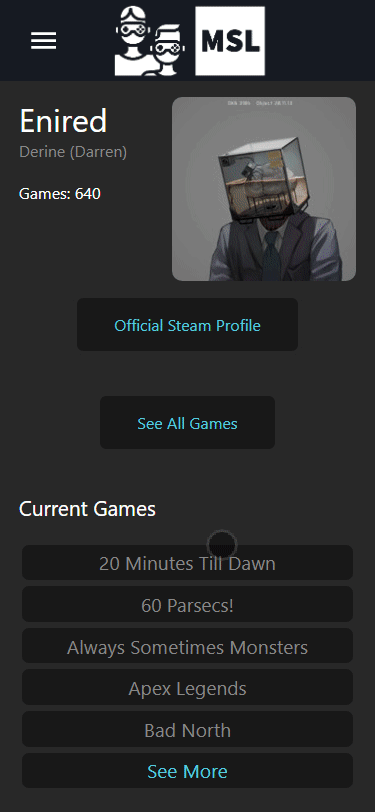 MSL
Enired
Derine (Darren)
Games: 640
Official Steam Profile
See All Games
Current Games
20 Minutes Till Dawn
60 Parsecs!
Always Sometimes Monsters
Apex Legends
Bad North
See More